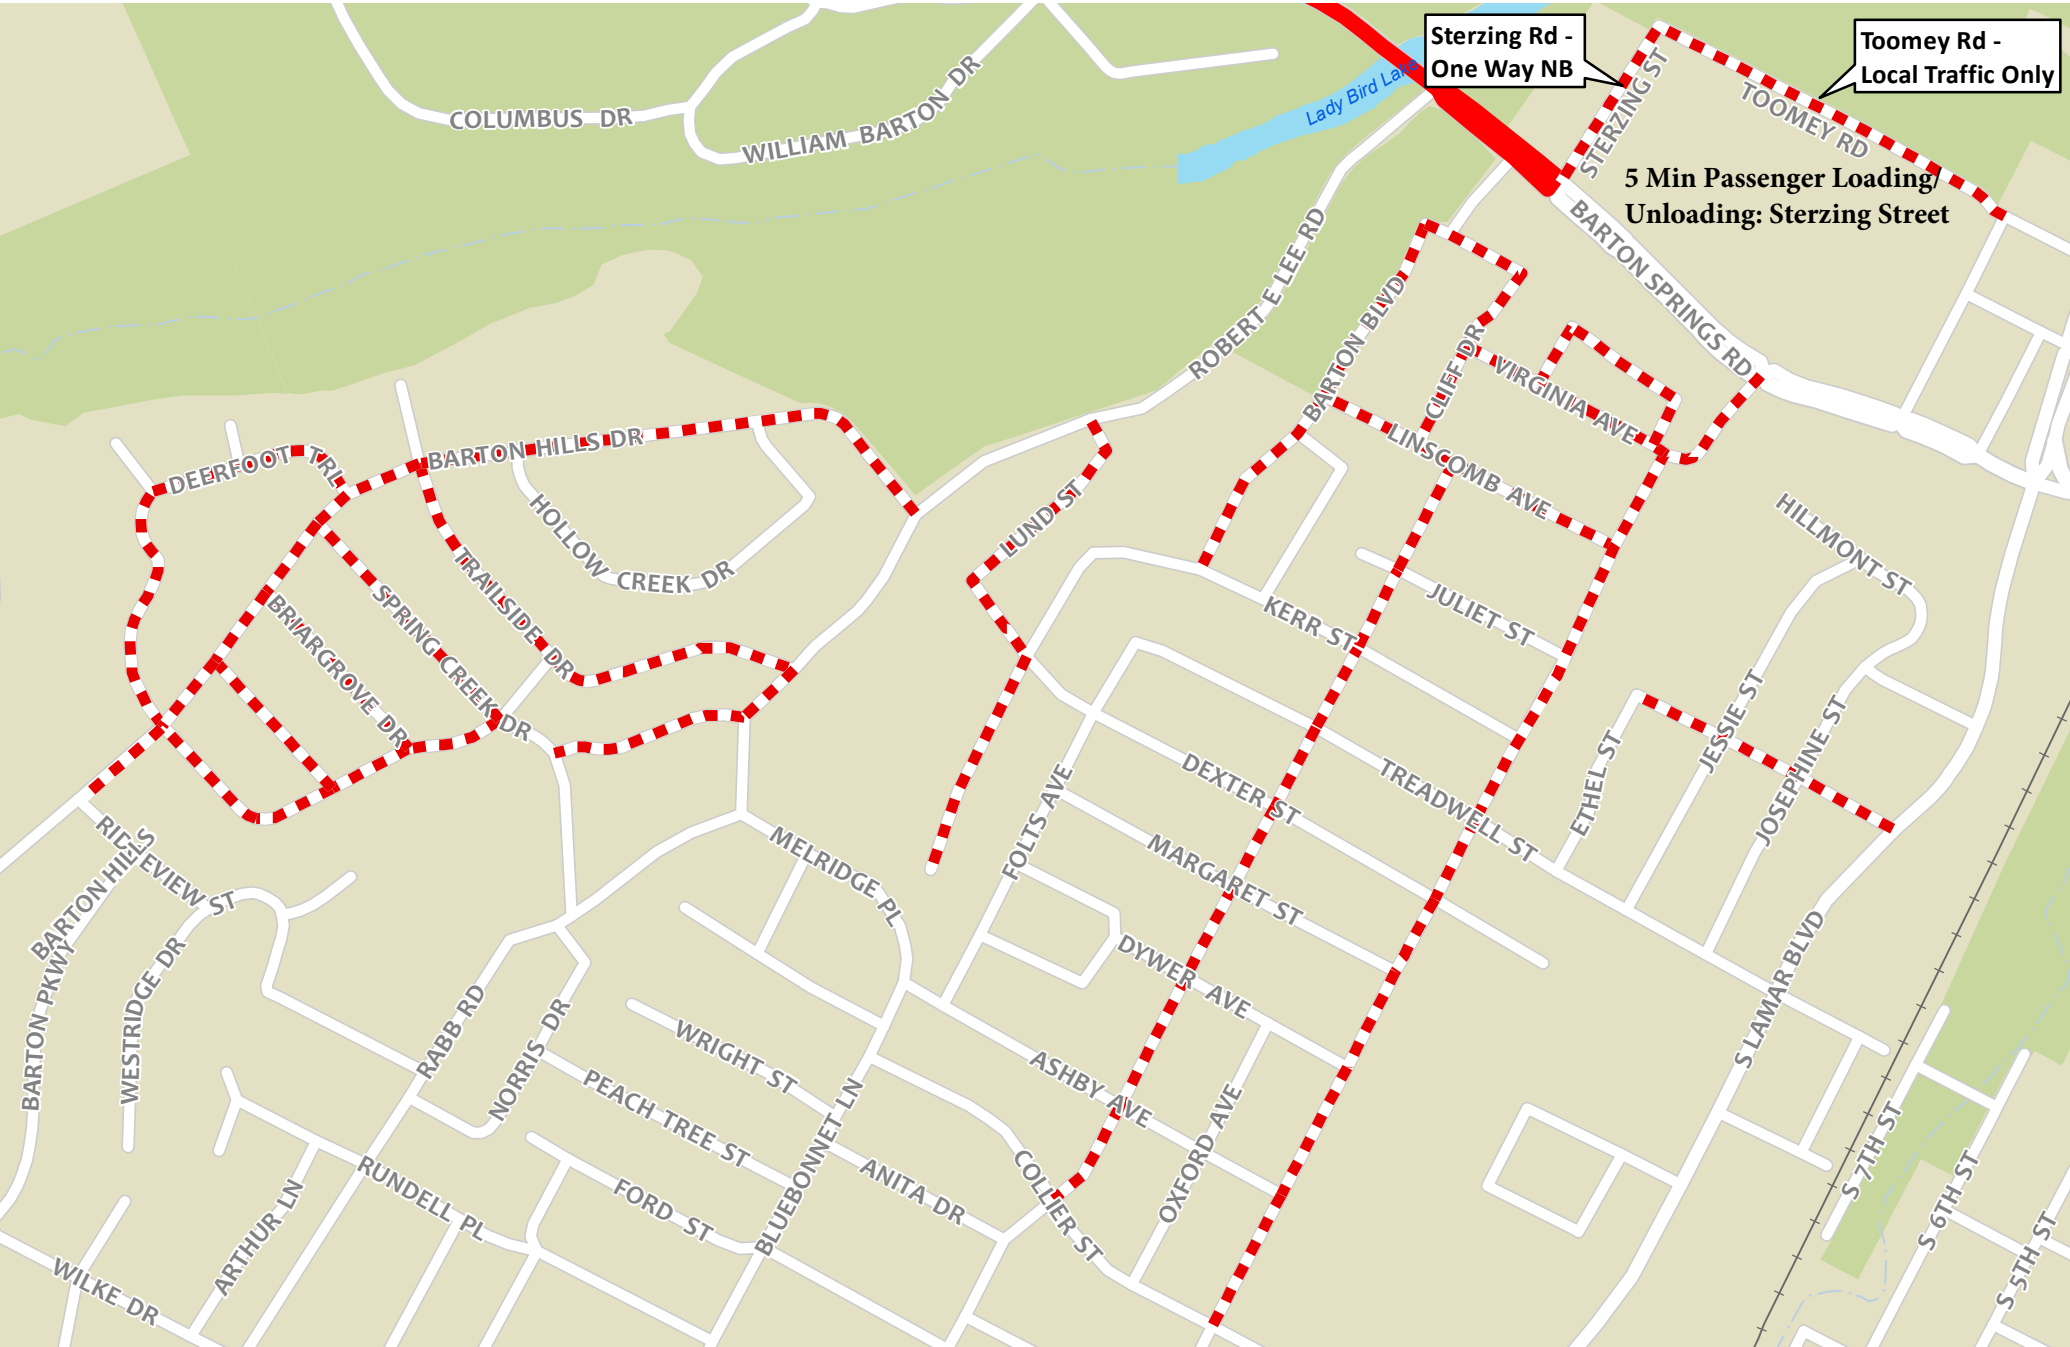 Sterzing Rd -
One Way NB
Toomey Rd -
Local Traffic Only
COLUMBUS DR
WILLIAM BARTON DR
Lady Bird Lake
STERZING ST
TOOMEY RD
5 Min Passenger Loading/
Unloading: Sterzing Street
BARTON SPRINGS RD
ROBERT E LEE RD
BARTON BLVD
CLIFF DR
VIRGINIA AVE
LINSCOMB AVE
DEERFOOT TRL
BARTON HILLS DR
HOLLOW CREEK DR
LUND ST
TRAILSIDE DR
SPRING CREEK DR
BRIARGROVE DR
KERR ST
JULIET ST
HILLMONT ST
JESSIE ST
JOSEPHINE ST
ETHEL ST
DEXTER ST
TREADWELL ST
FOLTS AVE
MARGARET ST
RIDGEVIEW ST
BARTON HILLS
BARTON PKWY
WESTRIDGE DR
MELRIDGE PL
DYWER AVE
S LAMAR BLVD
RABB RD
NORRIS DR
WRIGHT ST
PEACH TREE ST
ASHBY AVE
OXFORD AVE
BLUEBONNET LN
ANITA DR
COLLIER ST
RUNDELL PL
ARTHUR LN
FORD ST
WILKE DR
S 7TH ST
S 6TH ST
S 5TH ST